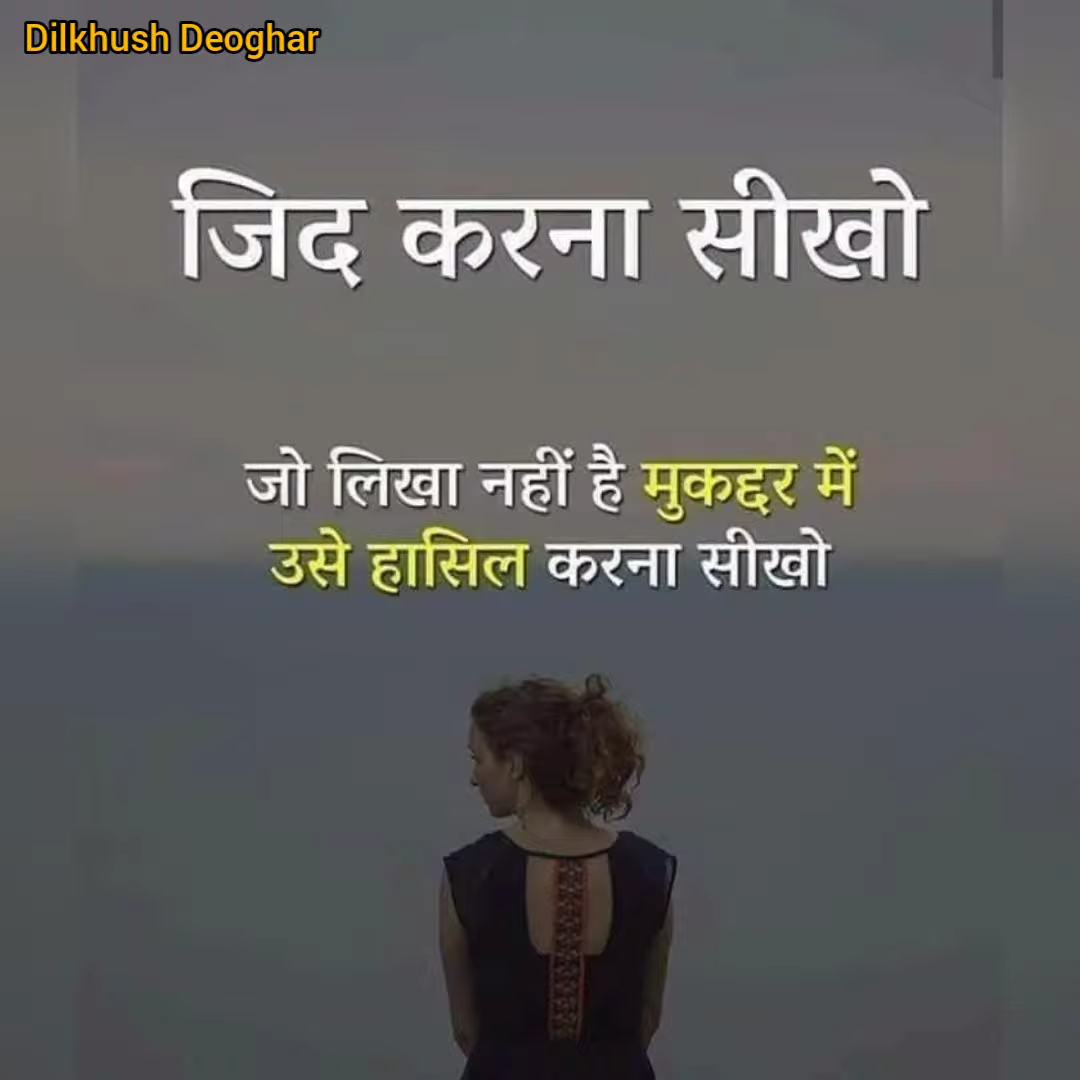 Dilkhush Deoghar
जिद करना सीखो
जो लिखा नहीं है मुकद्दर में
उसे हासिल करना सीखो